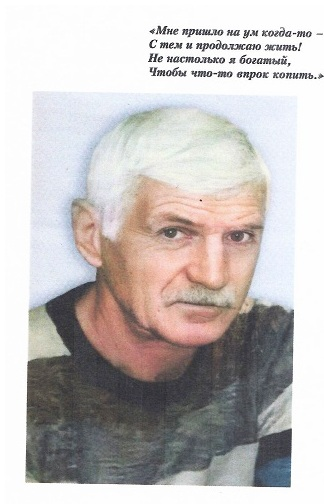 «Мне пришло на ум когда-то –
С тем и продолжаю жить!
Не настолько я богатый,
Чтобы что-то впрок копить.»